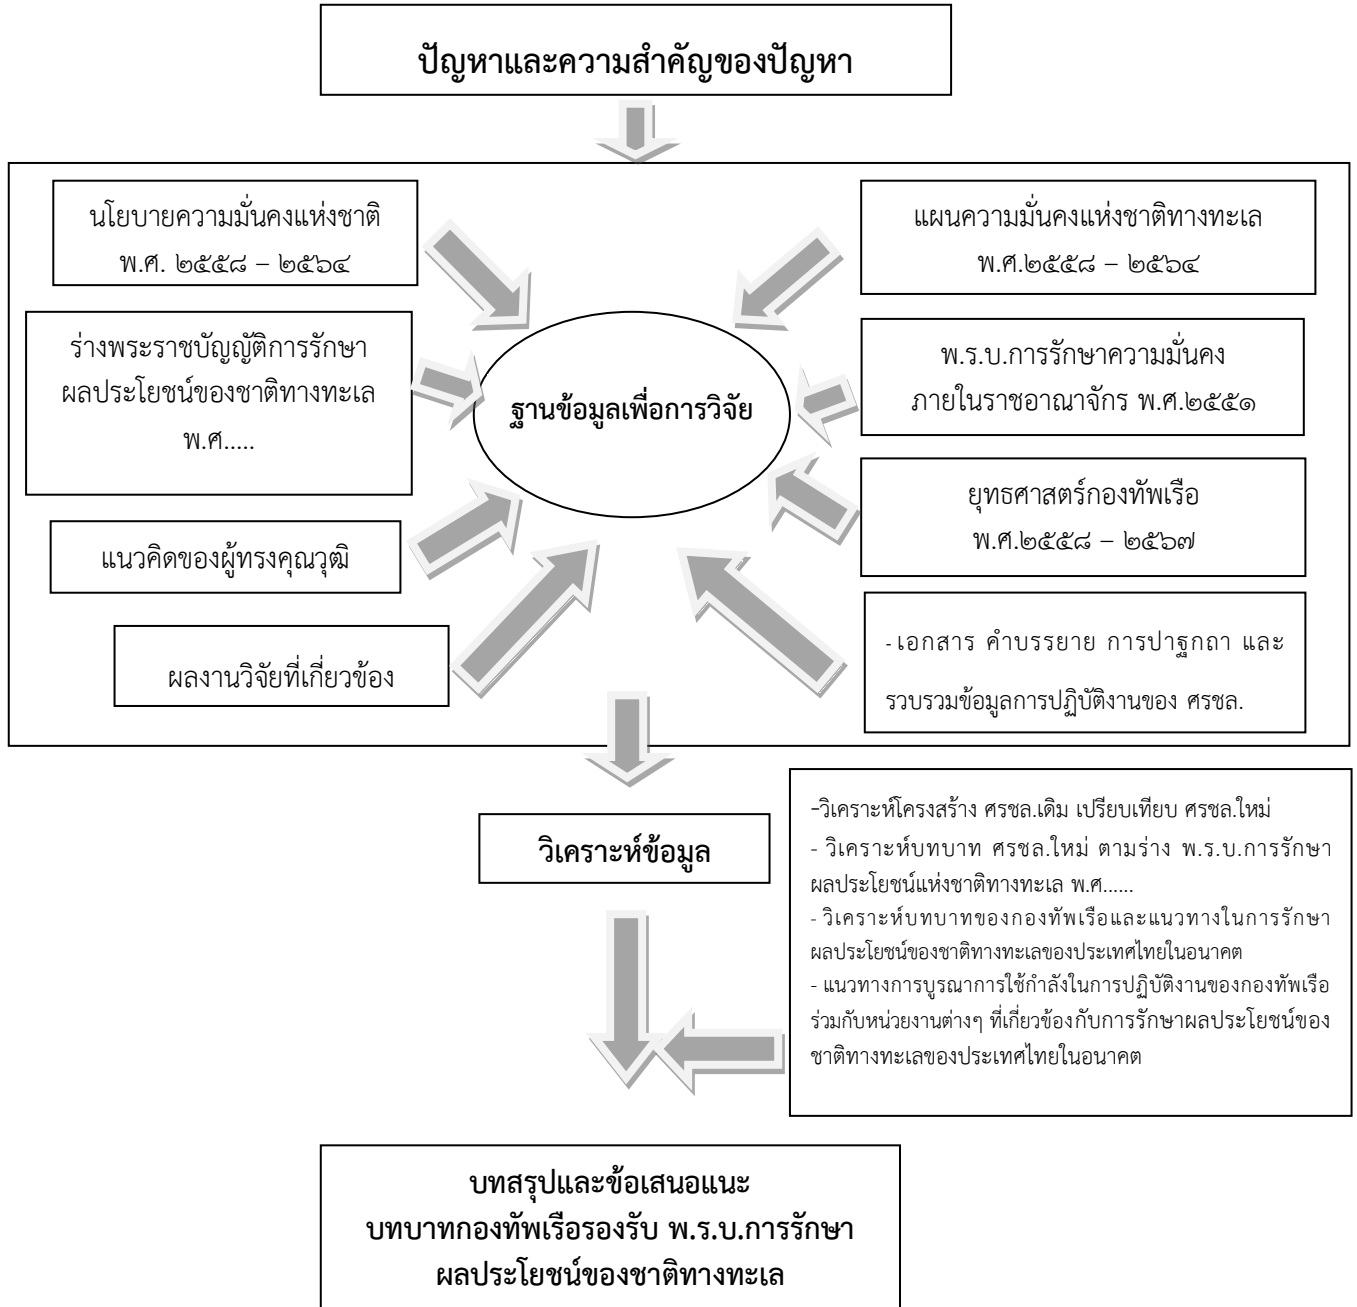 ปัญหาและความสำคัญของปัญหา
นโยบายความมั่นคงแห่งชาติ
พ.ศ. ๒๕๕๘ – ๒๕๖๔
แผนความมั่นคงแห่งชาติทางทะเล
พ.ศ.๒๕๕๘ – ๒๕๖๔
ร่างพระราชบัญญัติการรักษา
ผลประโยชน์ของชาติทางทะเล
พ.ศ.....
ฐานข้อมูลเพื่อการวิจัย
พ.ร.บ.การรักษาความมั่นคง
ภายในราชอาณาจักร พ.ศ.๒๕๕๑
ยุทธศาสตร์กองทัพเรือ
พ.ศ.๒๕๕๘ – ๒๕๖๗
แนวคิดของผู้ทรงคุณวุฒิ
ผลงานวิจัยที่เกี่ยวข้อง
- เอกสาร คำบรรยาย การปาฐกถา และ
รวบรวมข้อมูลการปฏิบัติงานของ ศรชล.
วิเคราะห์ข้อมูล
-วิเคราะห์โครงสร้าง ศรชล.เดิม เปรียบเทียบ ศรชล.ใหม่
- วิเคราะห์บทบาท ศรชล.ใหม่ ตามร่าง พ.ร.บ.การรักษา
ผลประโยชน์แห่งชาติทางทะเล พ.ศ......
- วิเคราะห์บทบาทของกองทัพเรือและแนวทางในการรักษา
ผลประโยชน์ของชาติทางทะเลของประเทศไทยในอนาคต
- แนวทางการบูรณาการใช้กำลังในการปฏิบัติงานของกองทัพเรือ
ร่วมกับหน่วยงานต่างๆ ที่เกี่ยวข้องกับการรักษาผลประโยชน์ของ
ชาติทางทะเลของประเทศไทยในอนาคต
บทสรุปและข้อเสนอแนะ
บทบาทกองทัพเรือรองรับ พ.ร.บ.การรักษา
ผลประโยชน์ของชาติทางทะเล